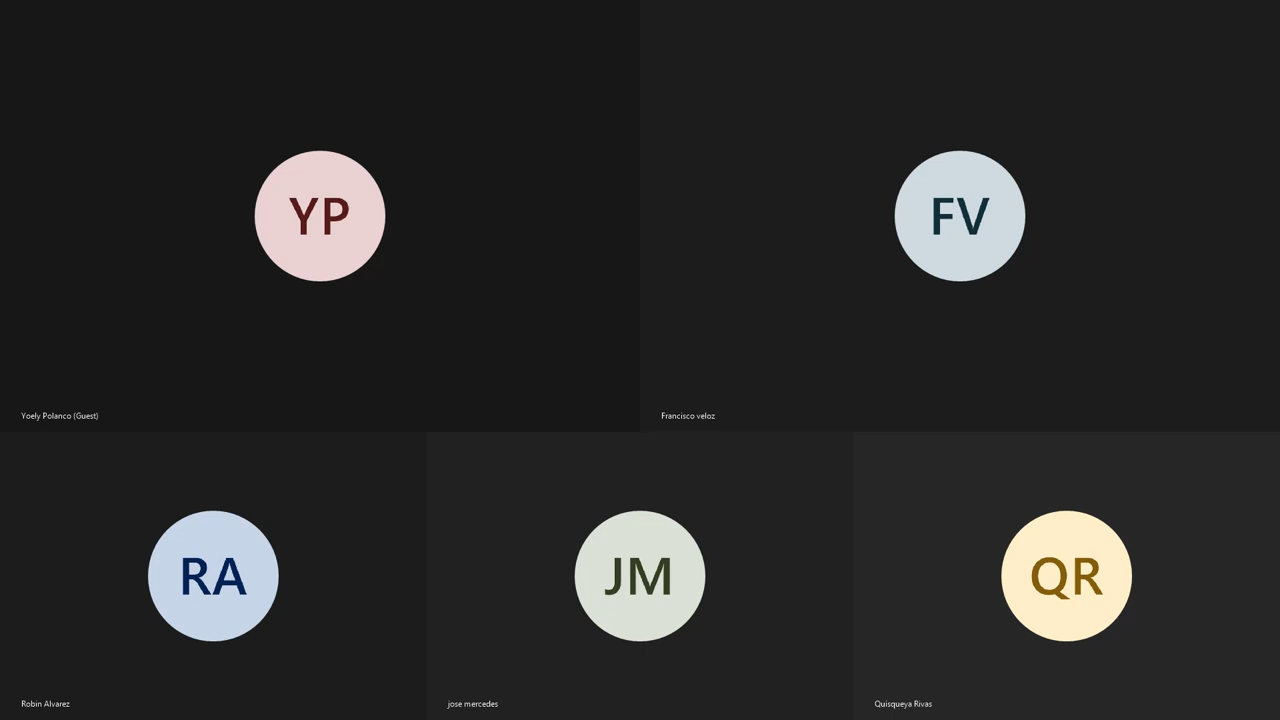 YP
FV
Yoely Polanco (Guest)
Francisco veloz
RA
JM
QR
Robin Alvarez
jose mercedes
Quisqueya Rivas